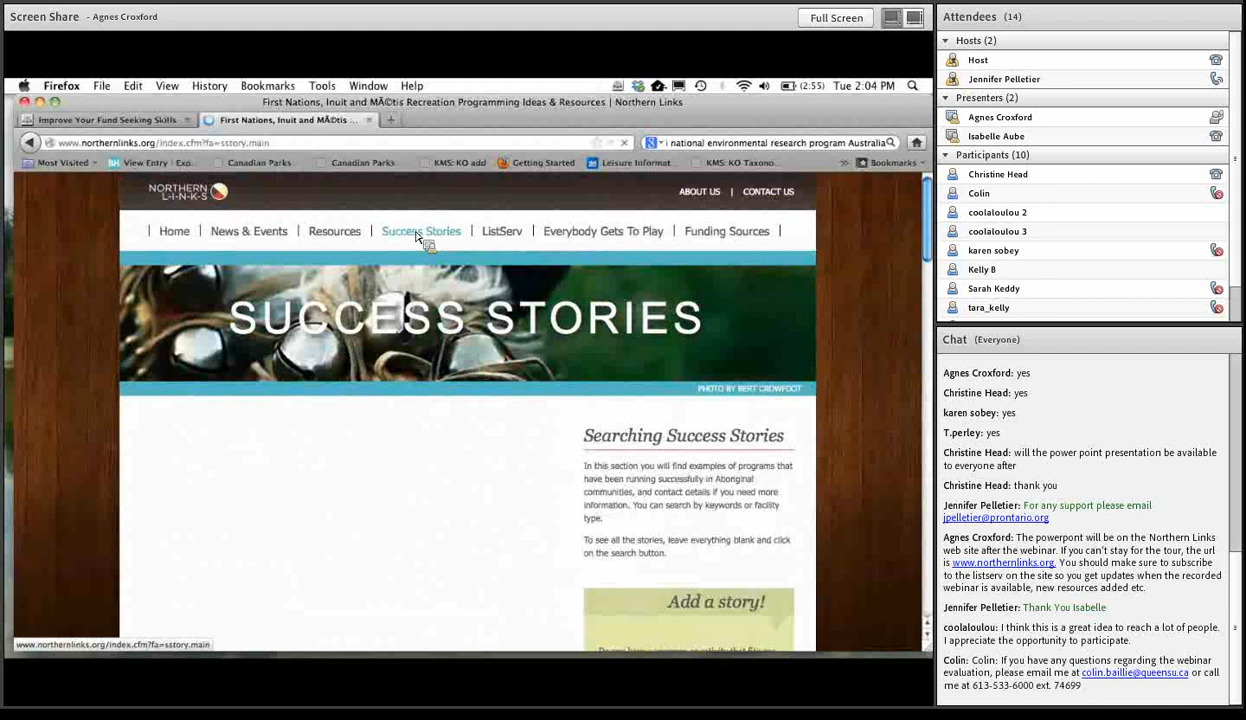 Screen Share - Agnes Croxford
Full Screen
Firefox File Edit View History Bookmarks Tools Window Help
(2:55) Tue 2:04 PM
First Nations, Inuit and MÃ©tis Recreation Programming Ideas & Resources | Northern Links
Improve Your Fund Seeking Skills
First Nations, Inuit and MÃ©tis ...
www.northernlinks.org/index.cfm?fa=sstory.main
i national environmental research program Australia
Most Visited
View Entry | Exp...
Canadian Parks
Canadian Parks
KMS: KO add
Getting Started
Leisure Informat...
KMS: KO Taxono...
Bookmarks
NORTHERN
L-I-N-K-S
ABOUT US | CONTACT US
| Home | News & Events | Resources | Success Stories | ListServ | Everybody Gets To Play | Funding Sources |
SUCCESS STORIES
PHOTO BY BERT CROWFOOT
Searching Success Stories
In this section you will find examples of programs that
have been running successfully in Aboriginal
communities, and contact details if you need more
information. You can search by keywords or facility
type.
To see all the stories, leave everything blank and click
on the search button.
Add a story!
www.northernlinks.org/index.cfm?fa=sstory.main
Attendees (14)
Hosts (2)
Host
Jennifer Pelletier
Presenters (2)
Agnes Croxford
Isabelle Aube
Participants (10)
Christine Head
Colin
coolaloulou 2
coolaloulou 3
karen sobey
Kelly B
Sarah Keddy
tara_kelly
Chat (Everyone)
Agnes Croxford: yes
Christine Head: yes
karen sobey: yes
T.perley: yes
Christine Head: will the power point presentation be available
to everyone after
Christine Head: thank you
Jennifer Pelletier: For any support please email
jpelletier@prontario.org
Agnes Croxford: The powerpont will be on the Northern Links
web site after the webinar. If you can't stay for the tour, the url
is www.northernlinks.org. You should make sure to subscribe
to the listserv on the site so you get updates when the recorded
webinar is available, new resources added etc.
Jennifer Pelletier: Thank You Isabelle
coolaloulou: I think this is a great idea to reach a lot of people.
I appreciate the opportunity to participate.
Colin: Colin: If you have any questions regarding the webinar
evaluation, please email me at colin.baillie@queensu.ca or call
me at 613-533-6000 ext. 74699